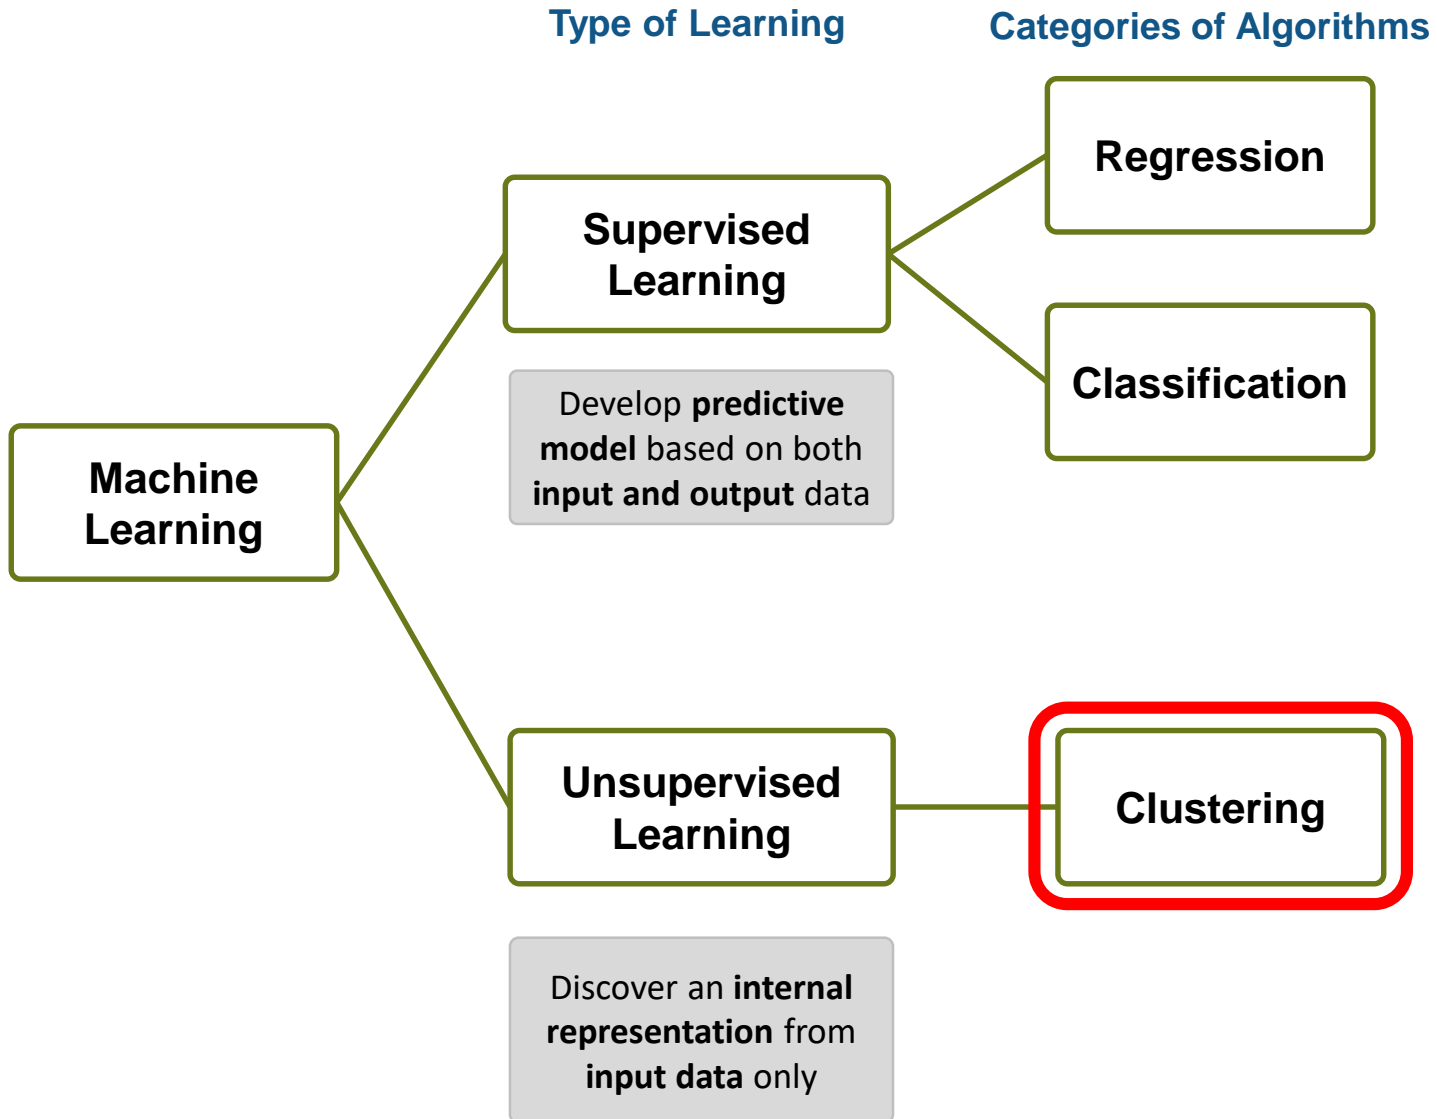 Type of Learning
Categories of Algorithms
Regression
Supervised
Learning
Classification
Develop predictive
model based on both
input and output data
Machine
Learning
Unsupervised
Learning
Clustering
Discover an internal
representation from
input data only